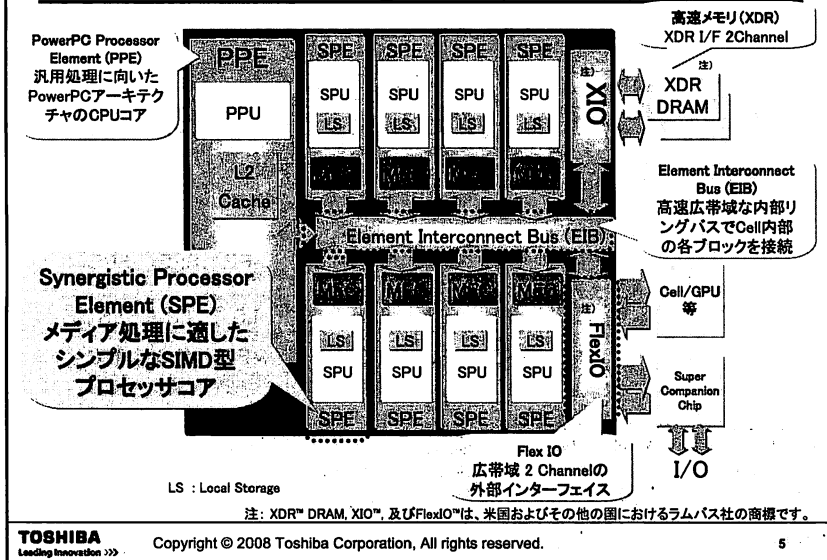 高速メモリ(XDR)
XDR I/F 2Channel
PowerPC Processor
Element (PPE)
汎用処理に向いた
PowerPCアーキテク
チャのCPUコア
PPE
PPU
L2
Cache
SPE
SPE
SPE
SPE
SPU
SPU
SPU
SPU
LS
LS
LS
LS
注)
XIO
注)
XDR
DRAM
Element Interconnect
Bus (EIB)
高速広帯域な内部リ
ングバスでCell内部
の各ブロックを接続
Element Interconnect Bus (EIB)
Synergistic Processor
Element (SPE)
メディア処理に適した
シンプルなSIMD型
プロセッサコア
LS
LS
LS
LS
SPU
SPU
SPU
SPU
SPE
SPE
SPE
SPE
注)
FlexIO
Cell/GPU
等
Super
Companion
Chip
I/O
Flex IO
広帯域 2 Channelの
外部インターフェイス
LS : Local Storage
注: XDR™ DRAM, XIO™, 及びFlexIO™は、米国およびその他の国におけるラムバス社の商標です。
TOSHIBA
Leading Innovation >>>
Copyright © 2008 Toshiba Corporation, All rights reserved.
5